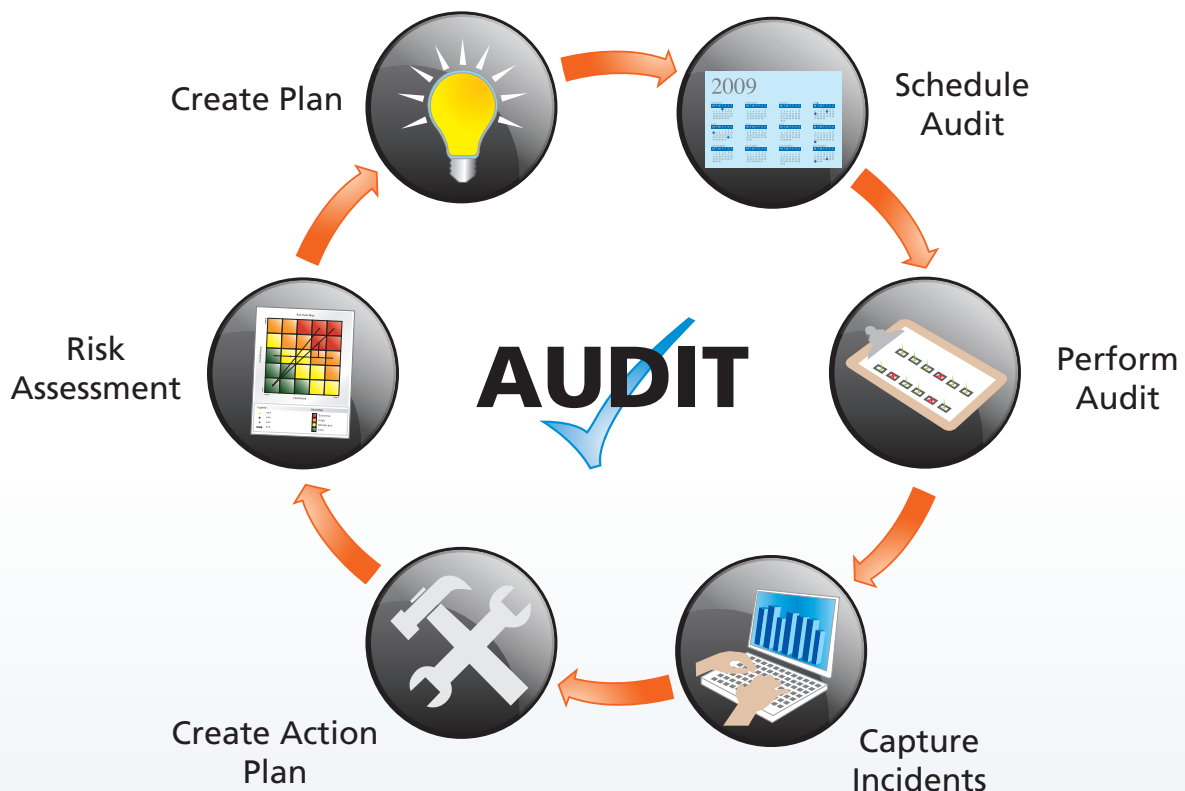 Create Plan
Schedule
Audit
2009
Risk
Assessment
AUDIT
Perform
Audit
Create Action
Plan
Capture
Incidents